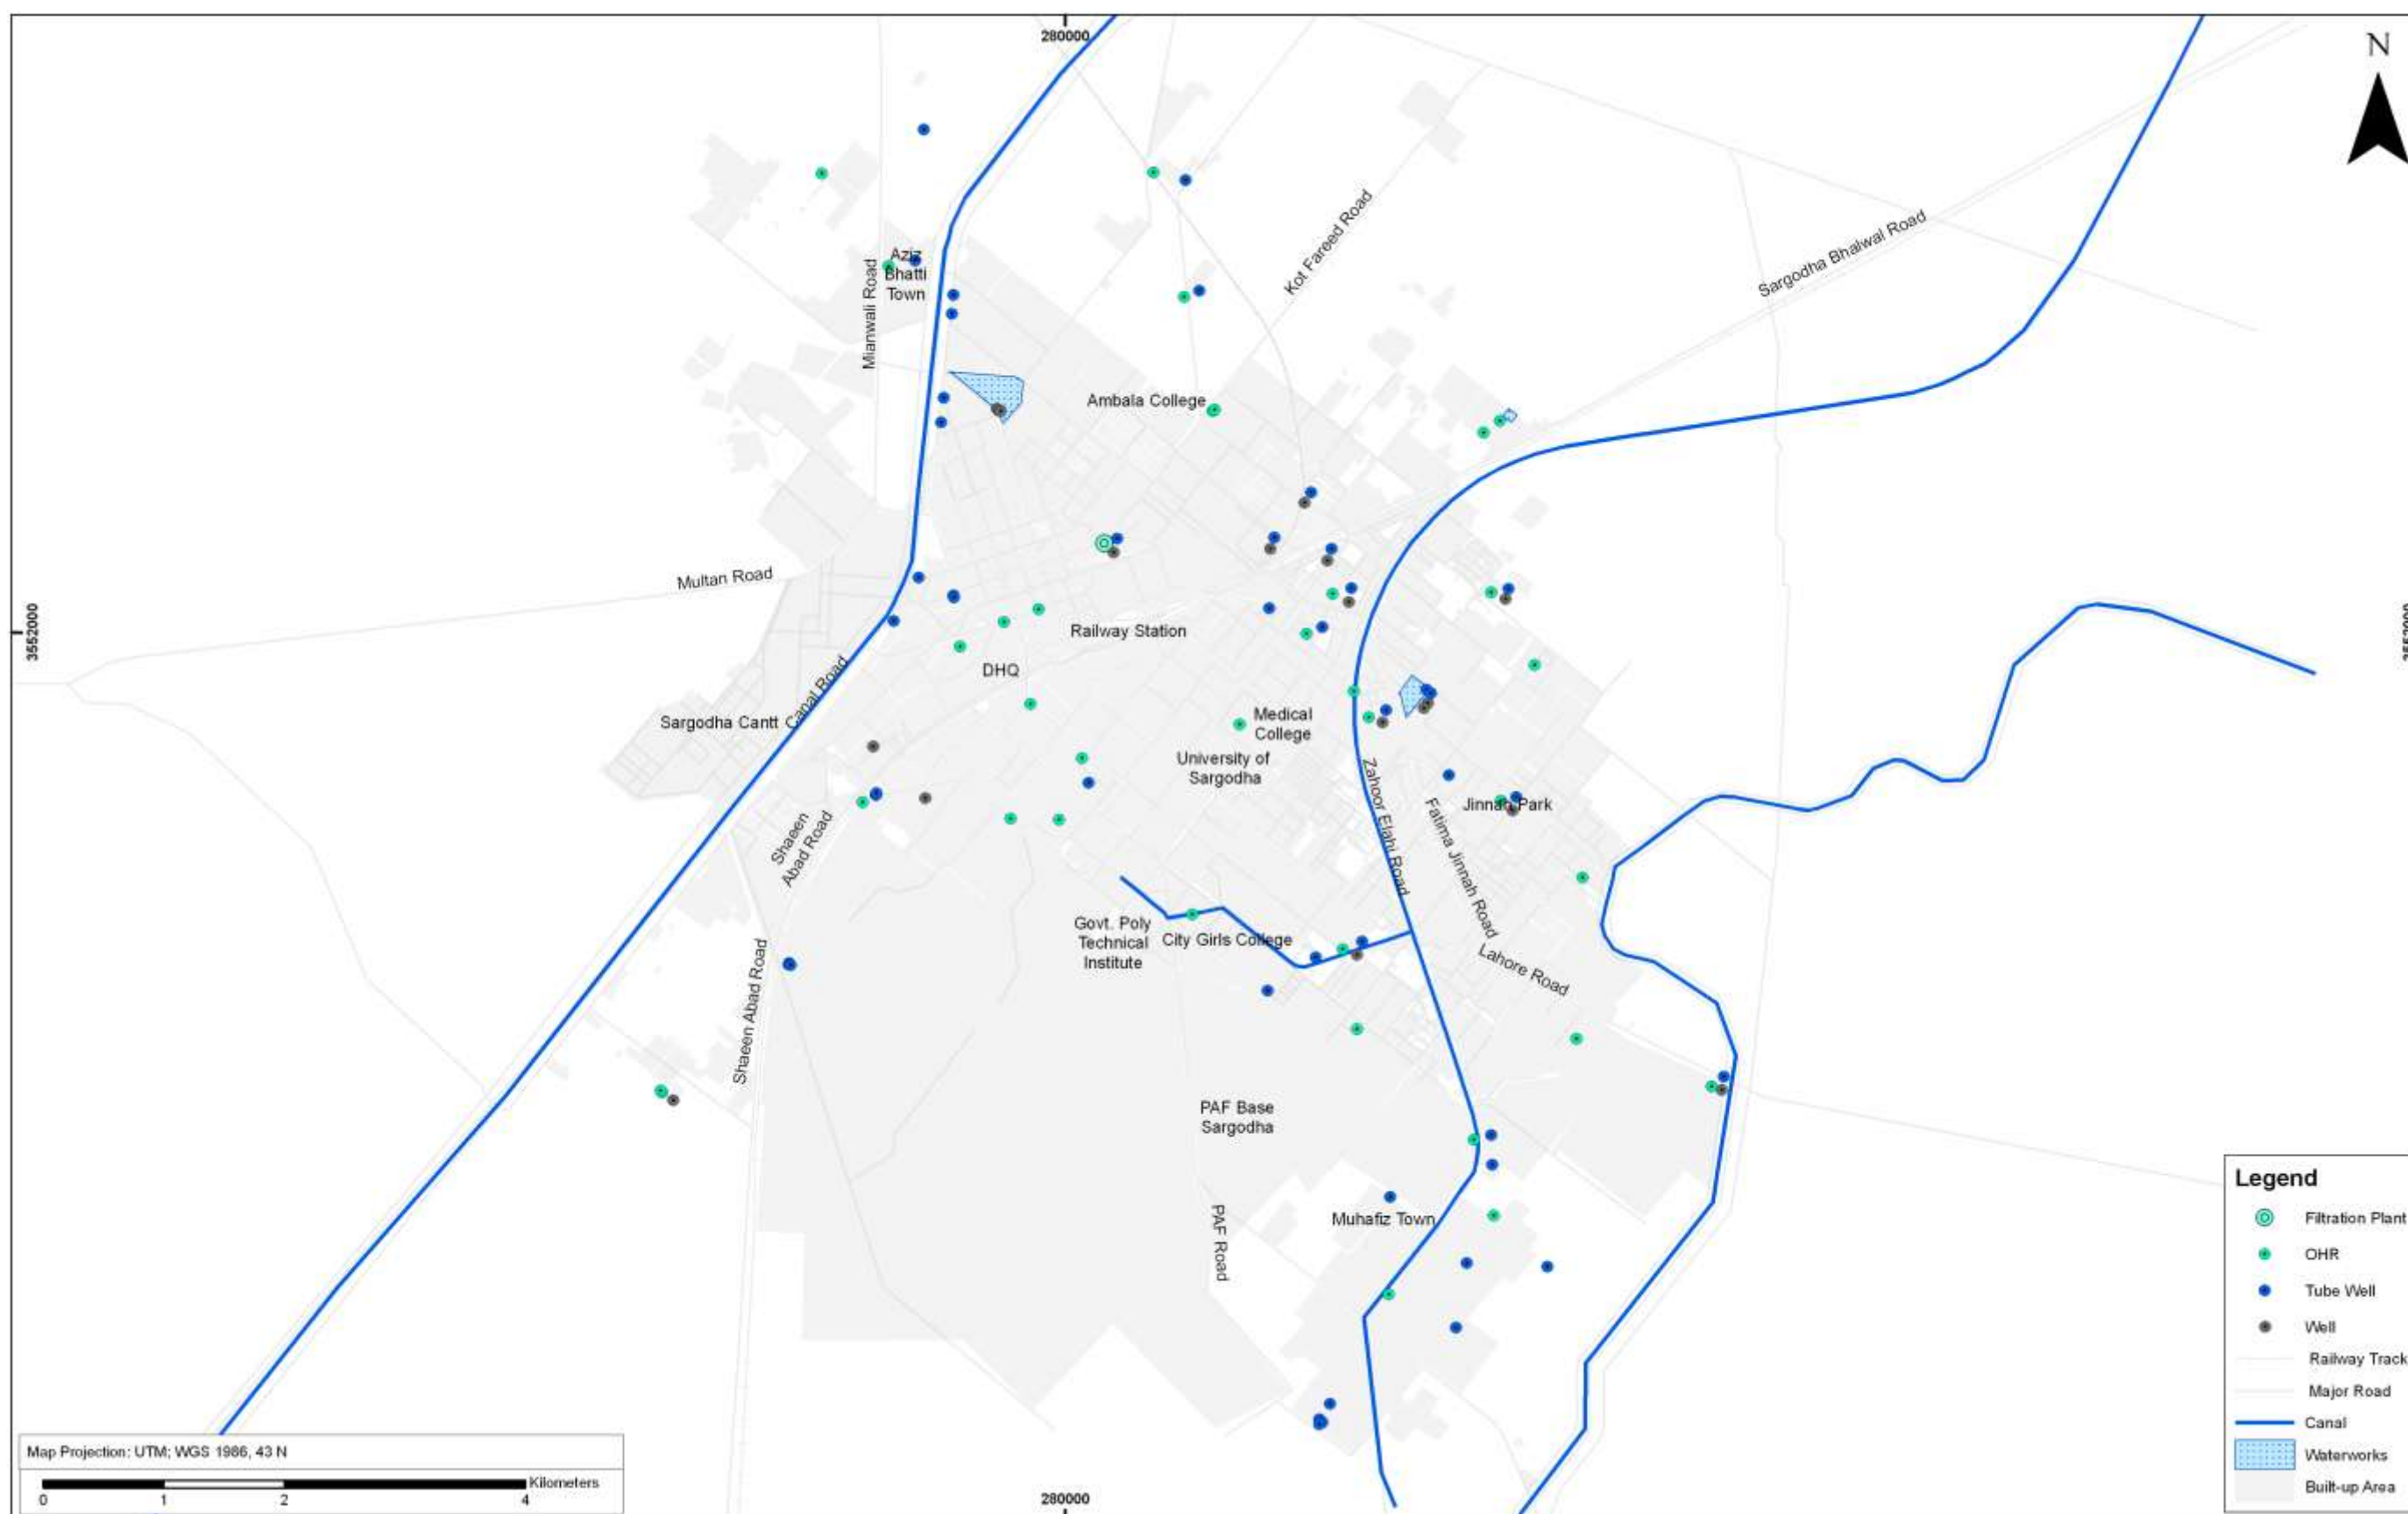 280000
N
Kot Fareed Road
Sargodha Bhalwal Road
Aziz
Bhatti
Town
Mianwali Road
Ambala College
Multan Road
3552000
Railway Station
DHQ
Canal Road
Sargodha Cantt
Medical
College
University of
Sargodha
Zahoor Elahi Road
Fatima Jinnah Road
Jinnah Park
Shaeen
Abad Road
Govt. Poly
Technical
Institute
City Girls College
Lahore Road
Shaeen Abad Road
PAF Base
Sargodha
Muhafiz Town
PAF Road
Legend
Filtration Plant
OHR
Tube Well
Well
Railway Track
Major Road
Canal
Waterworks
Built-up Area
Map Projection: UTM; WGS 1986, 43 N
Kilometers
0 1 2 4
280000